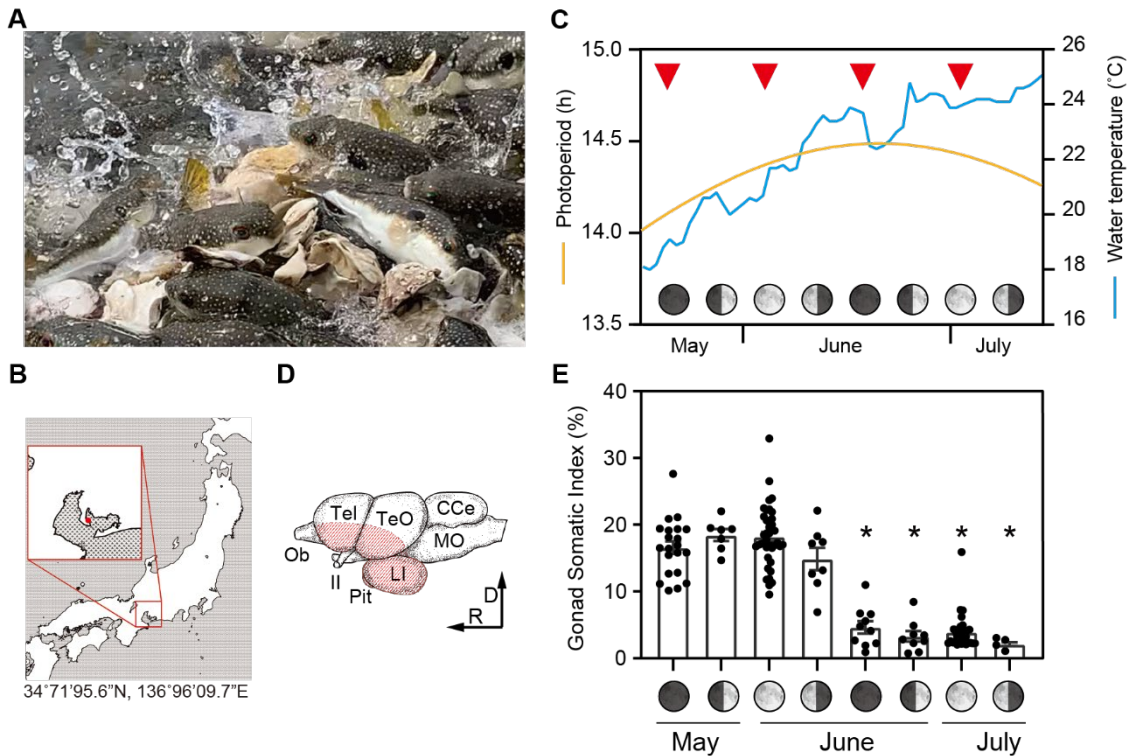 A
C
15.0
14.5
14.0
13.5
Photoperiod (h)
26
24
22
20
18
16
Water temperature (°C)
May
June
July
B
34°71'95.6"N, 136°96'09.7"E
D
Tel
TeO
CCe
MO
Ob
II
Pit
LI
D
R
E
Gonad Somatic Index (%)
40
30
20
10
0
* * * *
May
June
July